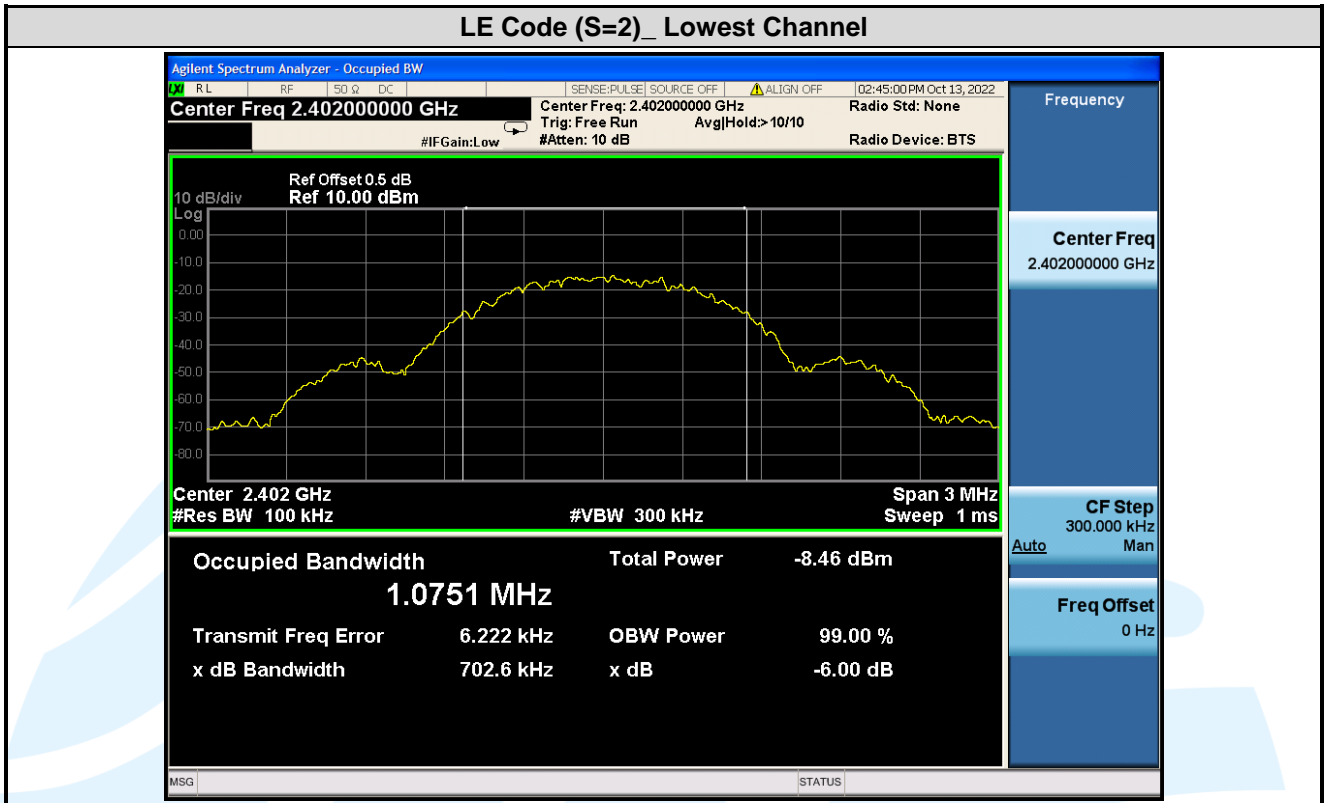 LE Code (S=2)_ Lowest Channel
Agilent Spectrum Analyzer - Occupied BW
LXI RL RF 50 Ω DC SENSE:PULSE SOURCE OFF ALIGN OFF 02:45:00 PM Oct 13, 2022
Center Freq 2.402000000 GHz
#IFGain:Low
Center Freq: 2.402000000 GHz
Trig: Free Run Avg|Hold:>10/10
#Atten: 10 dB
Radio Std: None
Radio Device: BTS
Ref Offset 0.5 dB
10 dB/div Ref 10.00 dBm
Log
0.00
-10.0
-20.0
-30.0
-40.0
-50.0
-60.0
-70.0
-80.0
Center 2.402 GHz Span 3 MHz
#Res BW 100 kHz #VBW 300 kHz Sweep 1 ms
Occupied Bandwidth Total Power -8.46 dBm
1.0751 MHz
Transmit Freq Error 6.222 kHz OBW Power 99.00 %
x dB Bandwidth 702.6 kHz x dB -6.00 dB
Frequency
Center Freq
2.402000000 GHz
CF Step
300.000 kHz
Auto Man
Freq Offset
0 Hz
MSG STATUS